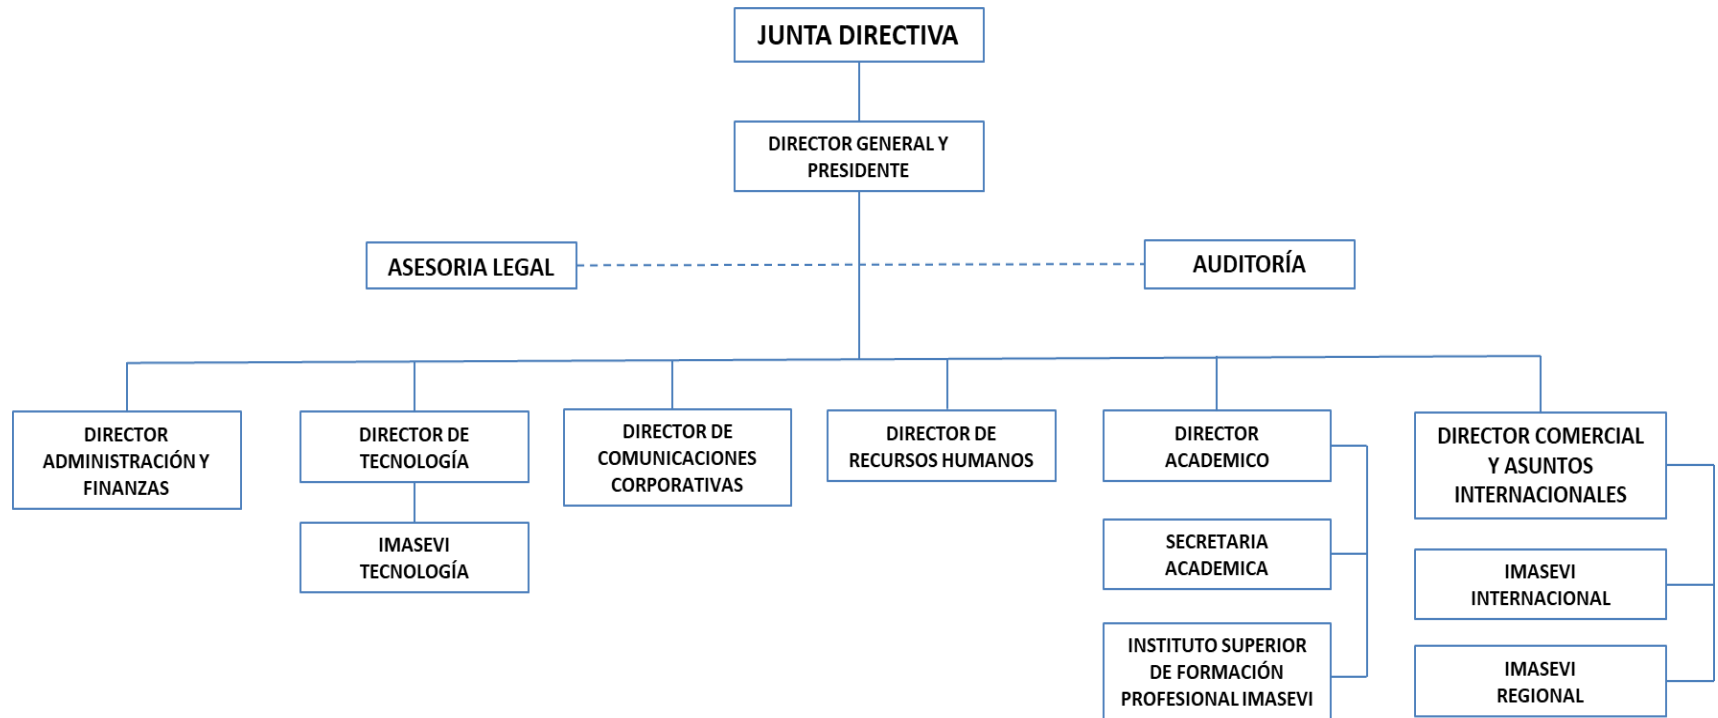 JUNTA DIRECTIVA
DIRECTOR GENERAL Y
PRESIDENTE
ASESORIA LEGAL
AUDITORÍA
DIRECTOR
ADMINISTRACIÓN Y
FINANZAS
DIRECTOR DE
TECNOLOGÍA
DIRECTOR DE
COMUNICACIONES
CORPORATIVAS
DIRECTOR DE
RECURSOS HUMANOS
DIRECTOR
ACADEMICO
DIRECTOR COMERCIAL
Y ASUNTOS
INTERNACIONALES
IMASEVI
TECNOLOGÍA
SECRETARIA
ACADEMICA
IMASEVI
INTERNACIONAL
INSTITUTO SUPERIOR
DE FORMACIÓN
PROFESIONAL IMASEVI
IMASEVI
REGIONAL